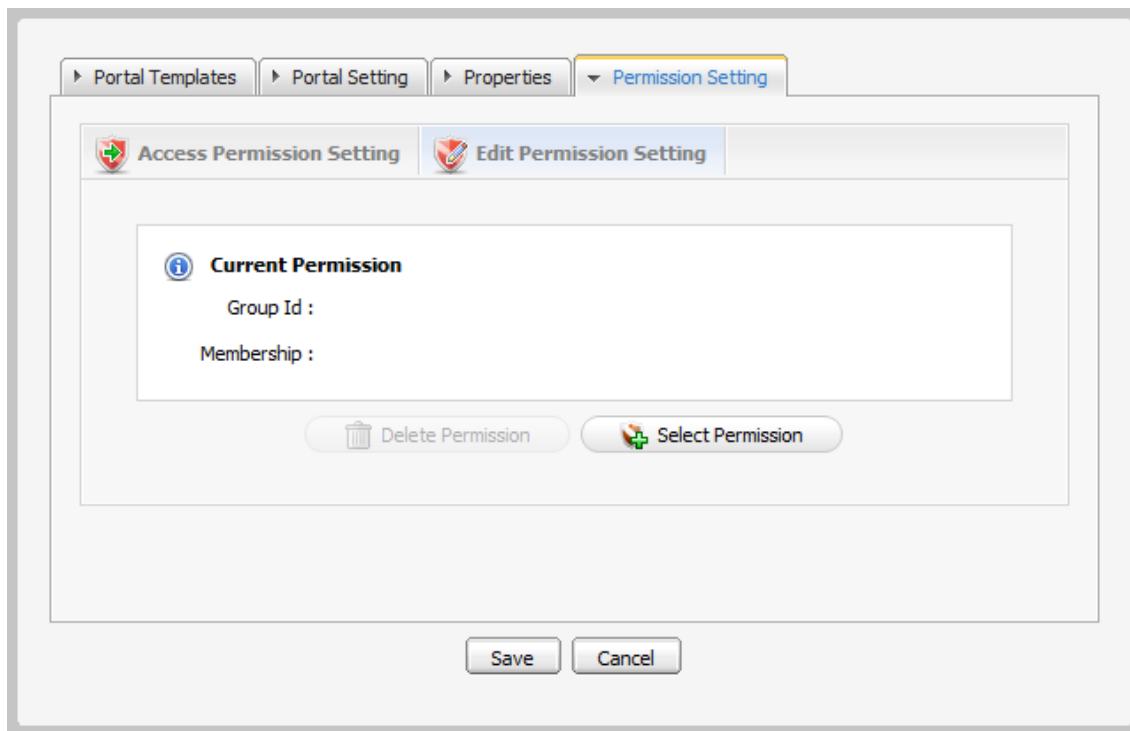 Portal Templates Portal Setting Properties Permission Setting
Access Permission Setting Edit Permission Setting
Current Permission
Group Id :
Membership :
Delete Permission Select Permission
Save Cancel